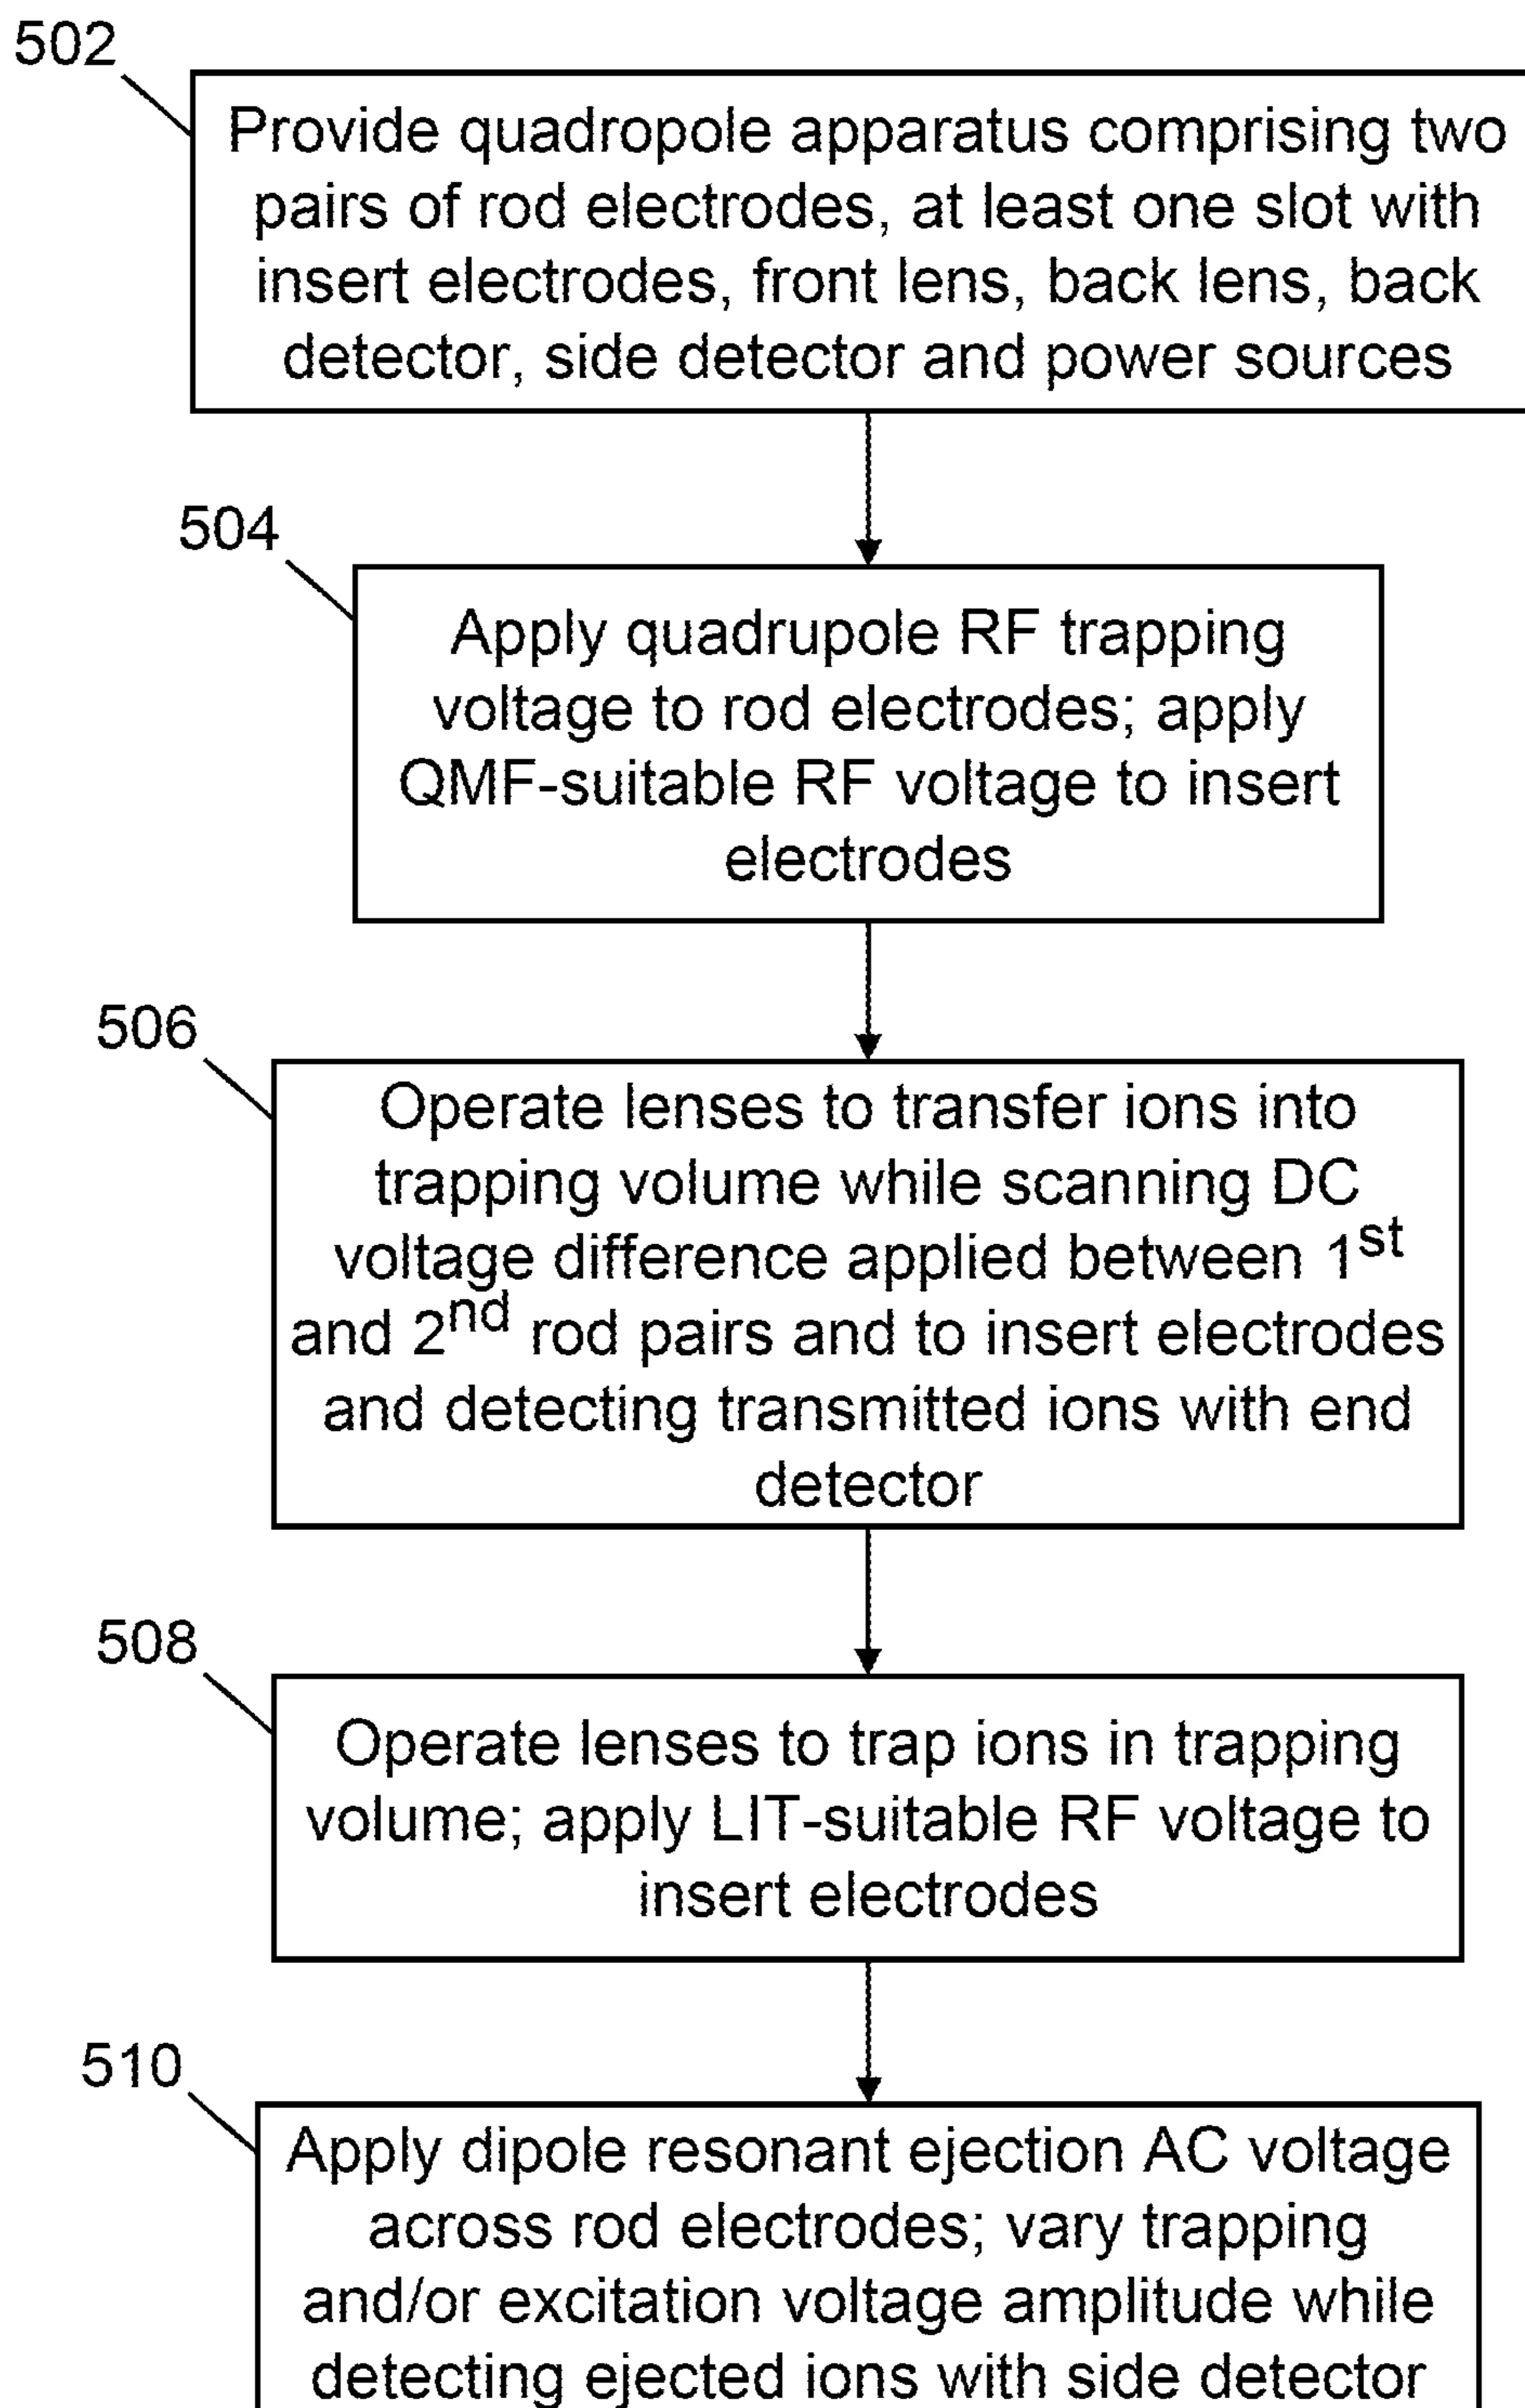 502
Provide quadropole apparatus comprising two
pairs of rod electrodes, at least one slot with
insert electrodes, front lens, back lens, back
detector, side detector and power sources
504
Apply quadrupole RF trapping
voltage to rod electrodes; apply
QMF-suitable RF voltage to insert
electrodes
506
Operate lenses to transfer ions into
trapping volume while scanning DC
voltage difference applied between 1st
and 2nd rod pairs and to insert electrodes
and detecting transmitted ions with end
detector
508
Operate lenses to trap ions in trapping
volume; apply LIT-suitable RF voltage to
insert electrodes
510
Apply dipole resonant ejection AC voltage
across rod electrodes; vary trapping
and/or excitation voltage amplitude while
detecting ejected ions with side detector